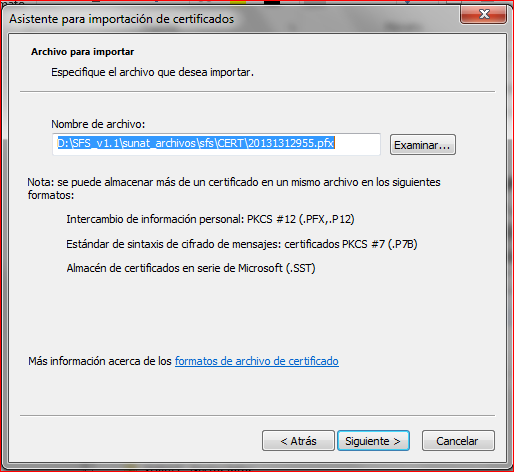 Asistente para importación de certificados
Archivo para importar
Especifique el archivo que desea importar.
Nombre de archivo:
D:\SFS_v1.1\sunat_archivos\sfs\CERT\20131312955.pfx
Examinar...
Nota: se puede almacenar más de un certificado en un mismo archivo en los siguientes
formatos:
Intercambio de información personal: PKCS #12 (.PFX,.P12)
Estándar de sintaxis de cifrado de mensajes: certificados PKCS #7 (.P7B)
Almacén de certificados en serie de Microsoft (.SST)
Más información acerca de los formatos de archivo de certificado
< Atrás
Siguiente >
Cancelar